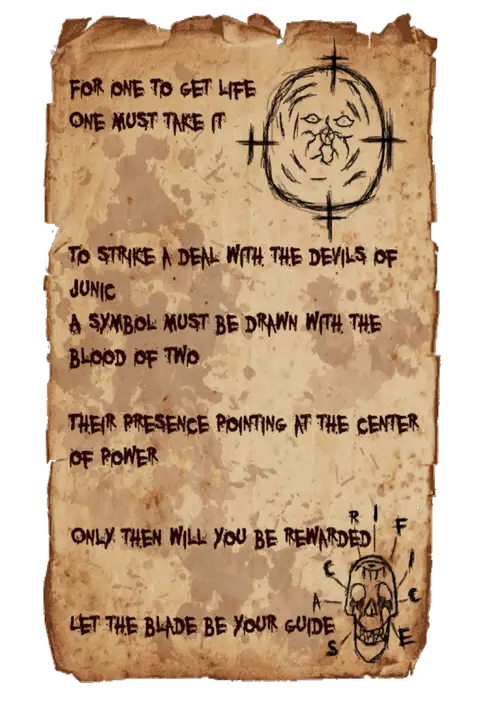 FOR ONE TO GET LIFE
ONE MUST TAKE IT
TO STRIKE A DEAL WITH THE DEVILS OF
JUNIC
A SYMBOL MUST BE DRAWN WITH THE
BLOOD OF TWO
THEIR PRESENCE POINTING AT THE CENTER
OF POWER
ONLY THEN WILL YOU BE REWARDED
LET THE BLADE BE YOUR GUIDE
SACRIFICE